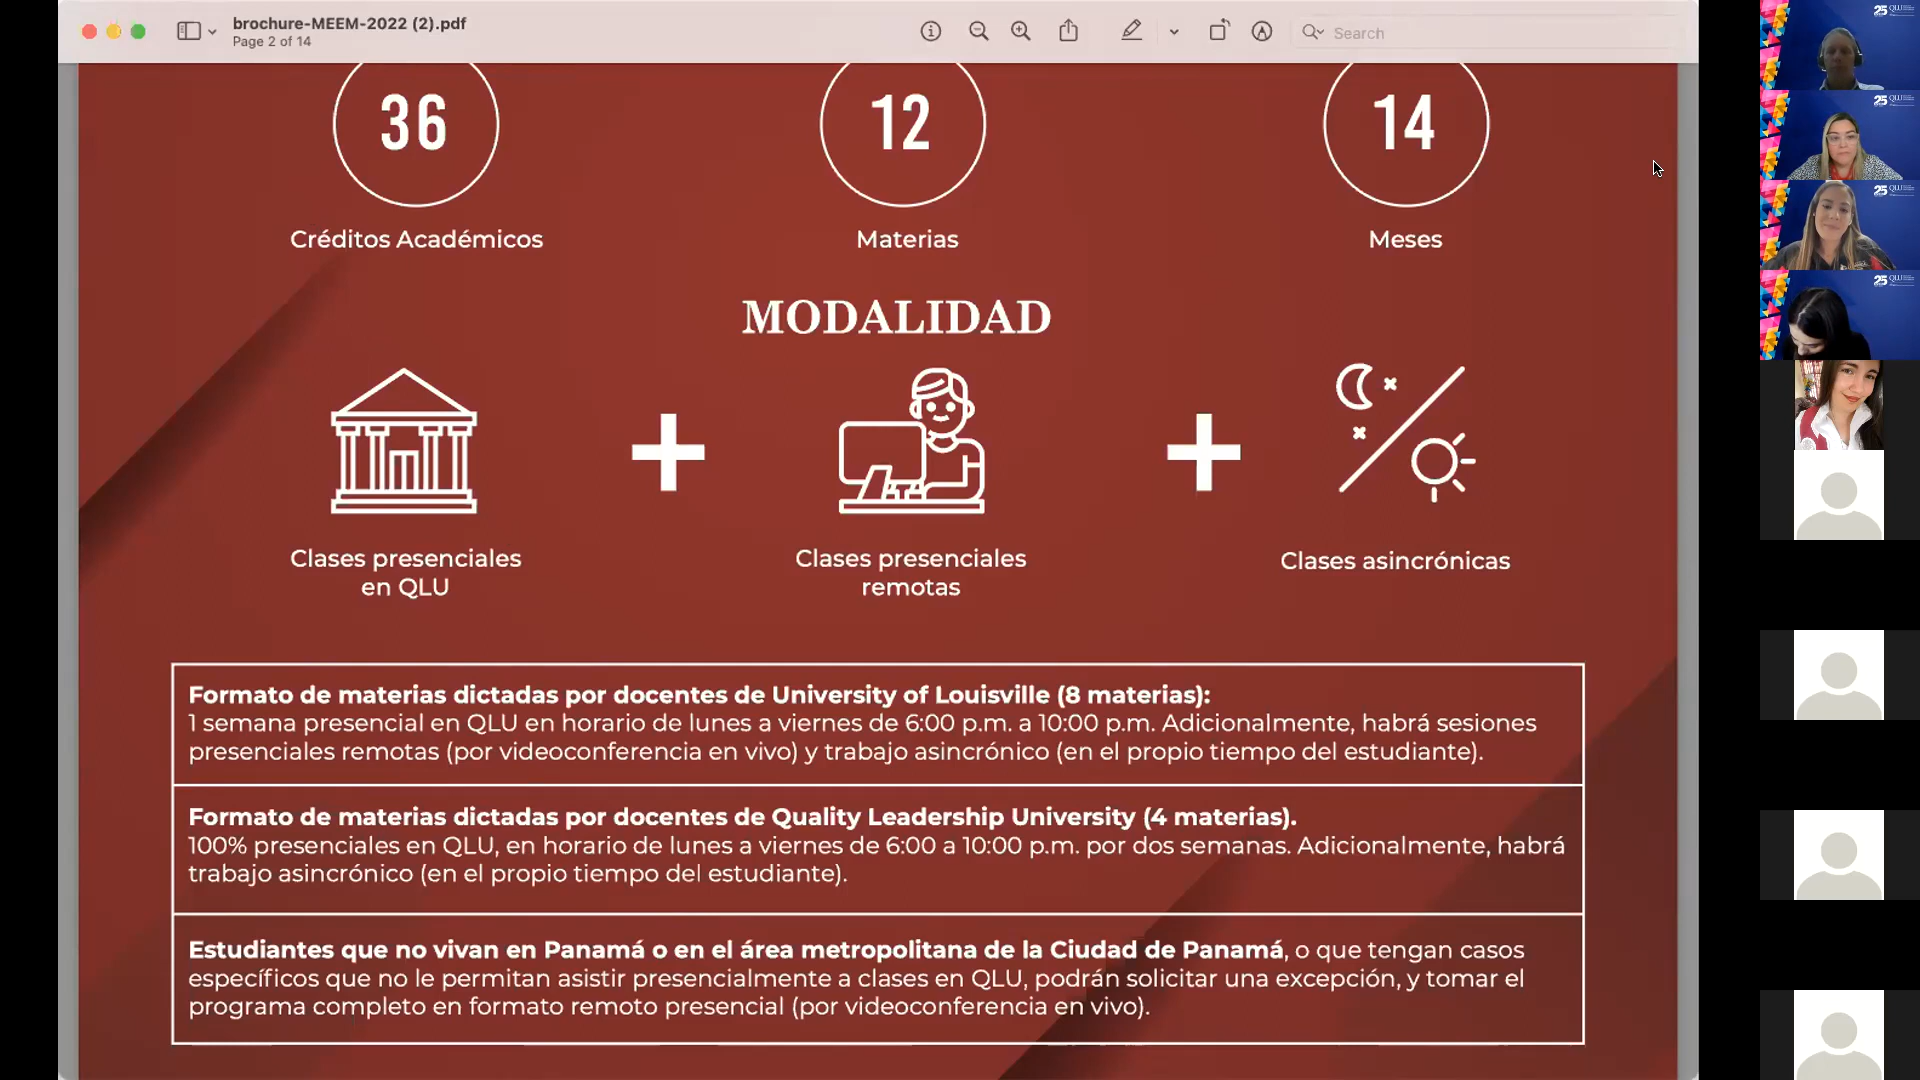 brochure-MEEM-2022 (2).pdf
Page 2 of 14
Search
36
12
14
Créditos Académicos
Materias
Meses
MODALIDAD
Clases presenciales
en QLU
Clases presenciales
remotas
Clases asincrónicas
Formato de materias dictadas por docentes de University of Louisville (8 materias):
1 semana presencial en QLU en horario de lunes a viernes de 6:00 p.m. a 10:00 p.m. Adicionalmente, habrá sesiones
presenciales remotas (por videoconferencia en vivo) y trabajo asincrónico (en el propio tiempo del estudiante).
Formato de materias dictadas por docentes de Quality Leadership University (4 materias).
100% presenciales en QLU, en horario de lunes a viernes de 6:00 a 10:00 p.m. por dos semanas. Adicionalmente, habrá
trabajo asincrónico (en el propio tiempo del estudiante).
Estudiantes que no vivan en Panamá o en el área metropolitana de la Ciudad de Panamá, o que tengan casos
específicos que no le permitan asistir presencialmente a clases en QLU, podrán solicitar una excepción, y tomar el
programa completo en formato remoto presencial (por videoconferencia en vivo).
25 QLU
25 QLU
25 QLU
25 QLU